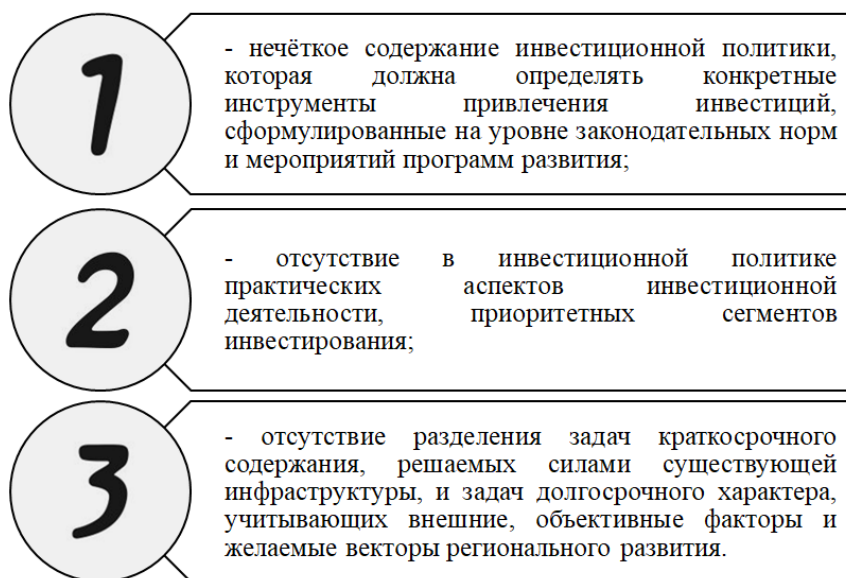 1
- нечёткое содержание инвестиционной политики,
которая должна определять конкретные
инструменты привлечения инвестиций,
сформулированные на уровне законодательных норм
и мероприятий программ развития;
2
- отсутствие в инвестиционной политике
практических аспектов инвестиционной
деятельности, приоритетных сегментов
инвестирования;
3
- отсутствие разделения задач краткосрочного
содержания, решаемых силами существующей
инфраструктуры, и задач долгосрочного характера,
учитывающих внешние, объективные факторы и
желаемые векторы регионального развития.